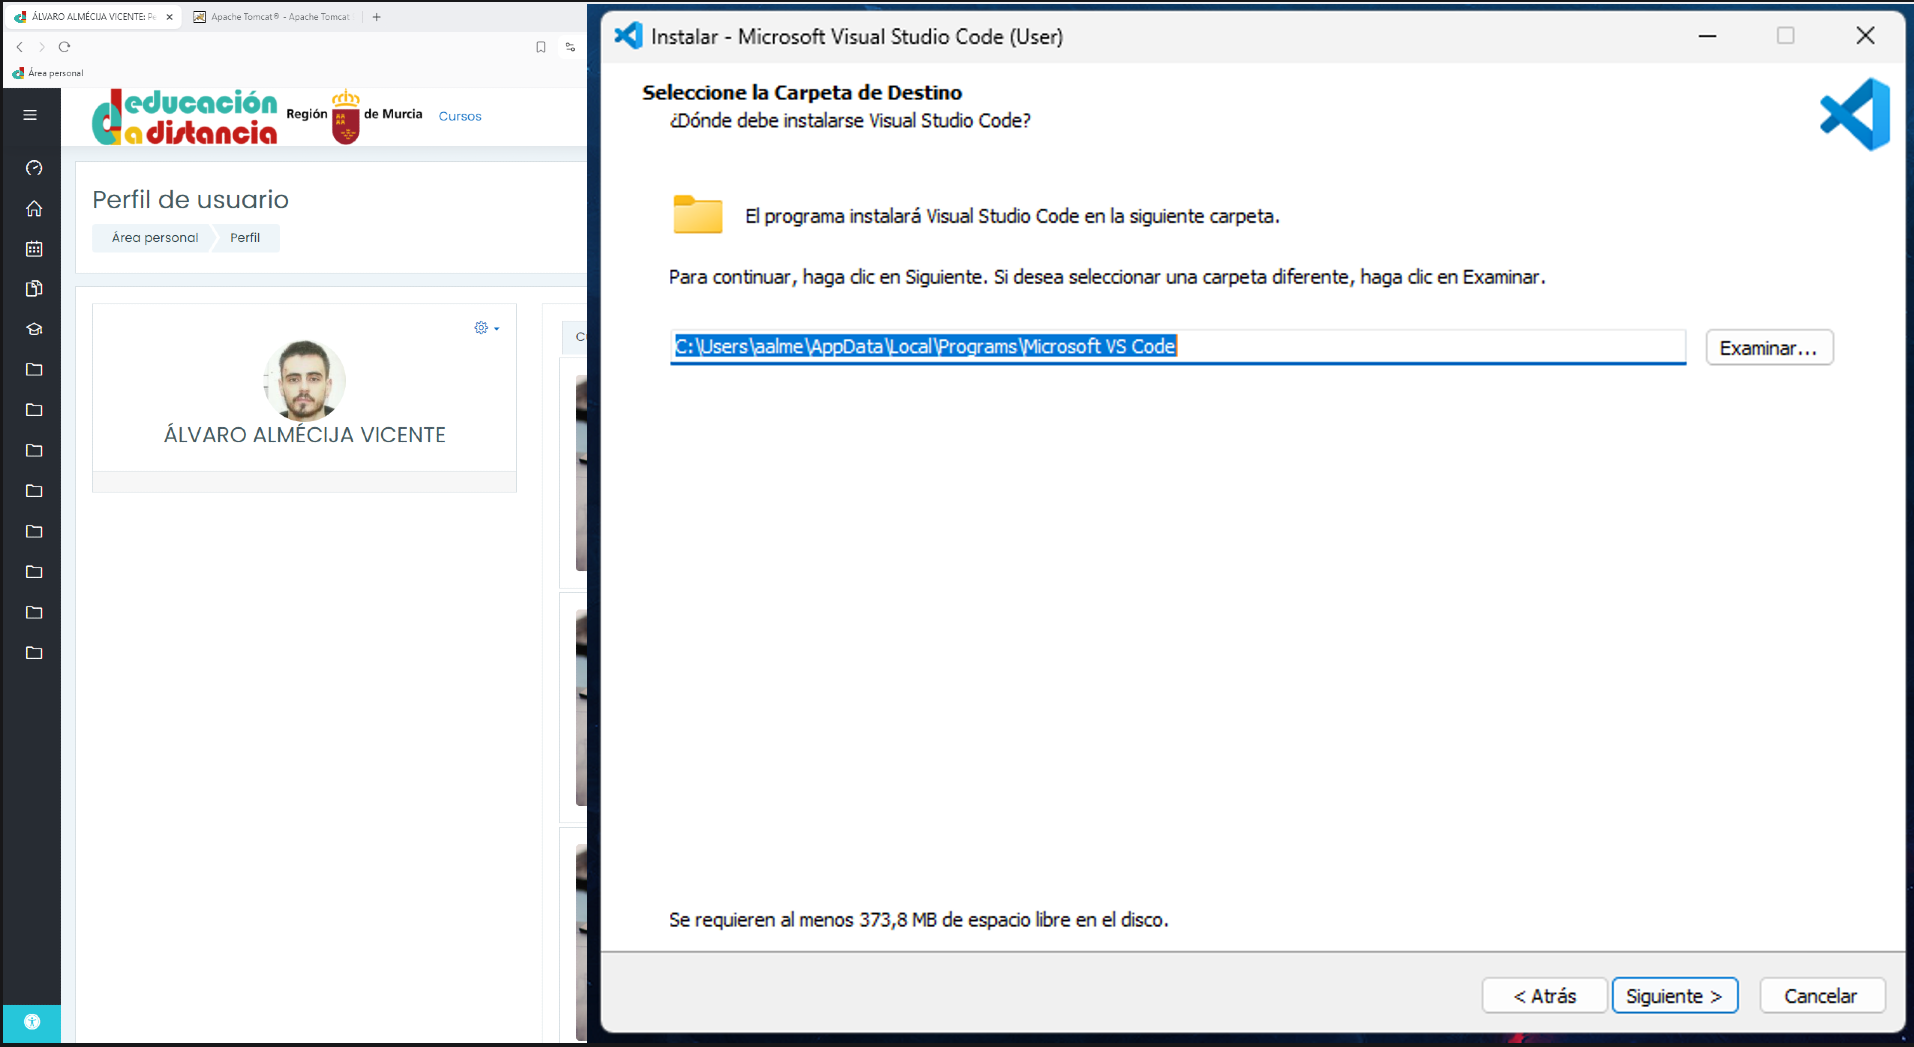 ÁLVARO ALMÉCIJA VICENTE: Pe
Apache Tomcat® - Apache Tomcat
Área personal
educación
a distancia
Región de Murcia
Cursos
Perfil de usuario
Área personal
Perfil
ÁLVARO ALMÉCIJA VICENTE
Instalar - Microsoft Visual Studio Code (User)
Seleccione la Carpeta de Destino
¿Dónde debe instalarse Visual Studio Code?
El programa instalará Visual Studio Code en la siguiente carpeta.
Para continuar, haga clic en Siguiente. Si desea seleccionar una carpeta diferente, haga clic en Examinar.
C:\Users\aalme\AppData\Local\Programs\Microsoft VS Code
Examinar...
Se requieren al menos 373,8 MB de espacio libre en el disco.
< Atrás
Siguiente >
Cancelar